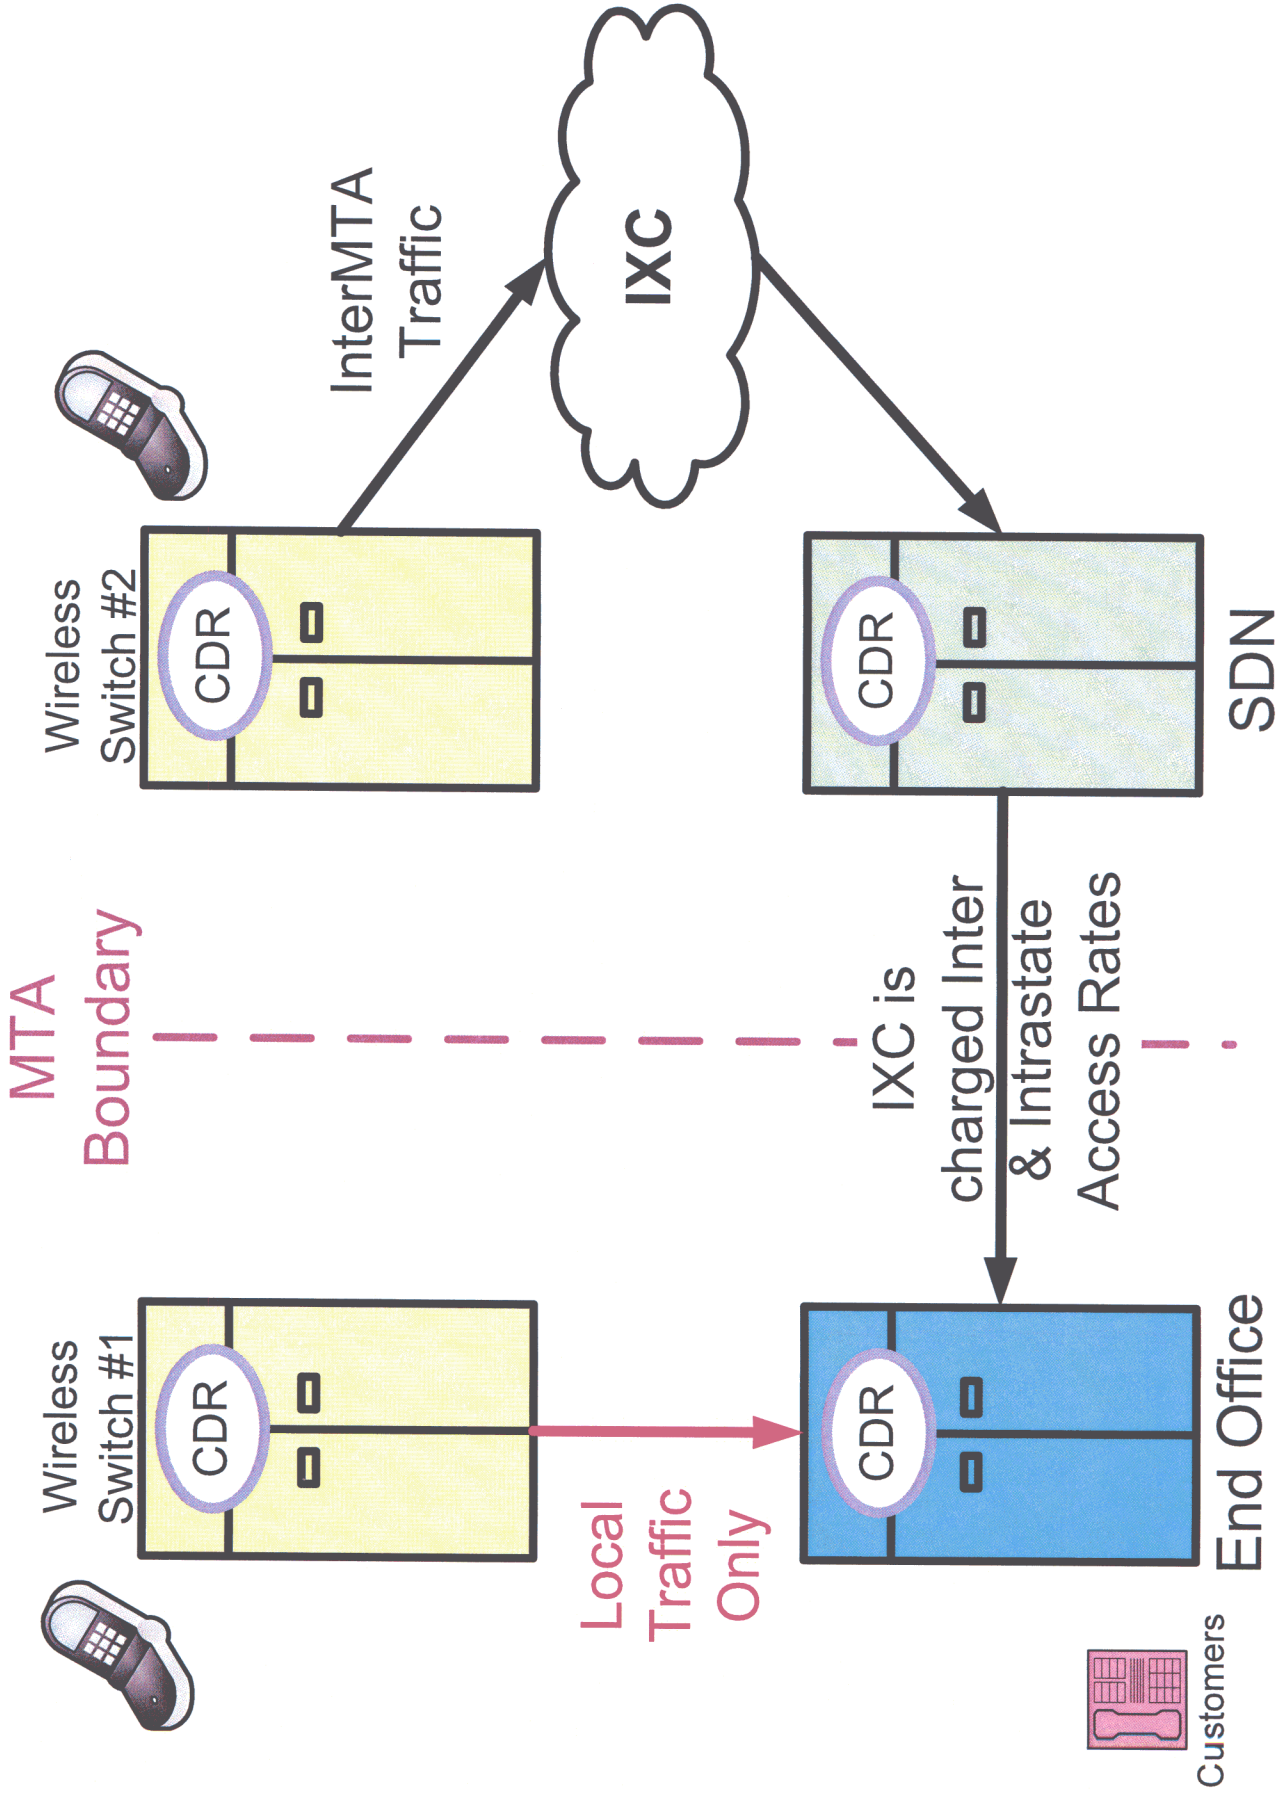 MTA
Boundary
Wireless
Switch #1
CDR
Wireless
Switch #2
CDR
InterMTA
Traffic
Local
Traffic
Only
IXC
IXC is
charged Inter
& Intrastate
Access Rates
CDR
End Office
CDR
SDN
Customers